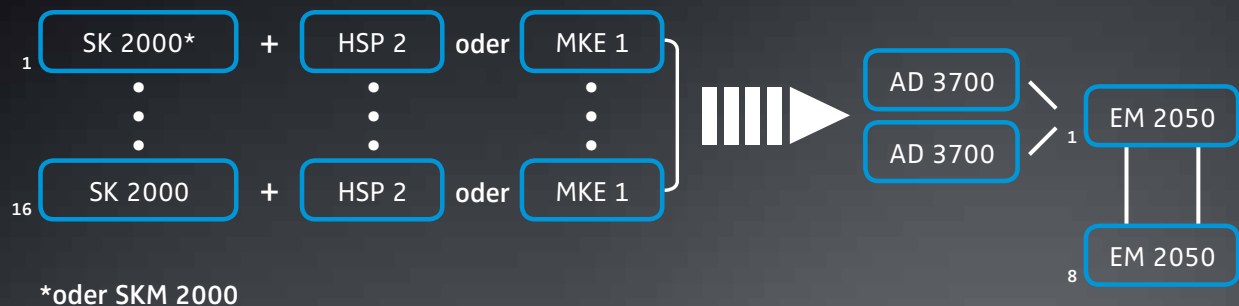 1 SK 2000* + HSP 2 oder MKE 1
16 SK 2000 + HSP 2 oder MKE 1
*oder SKM 2000
AD 3700
AD 3700
1 EM 2050
8 EM 2050